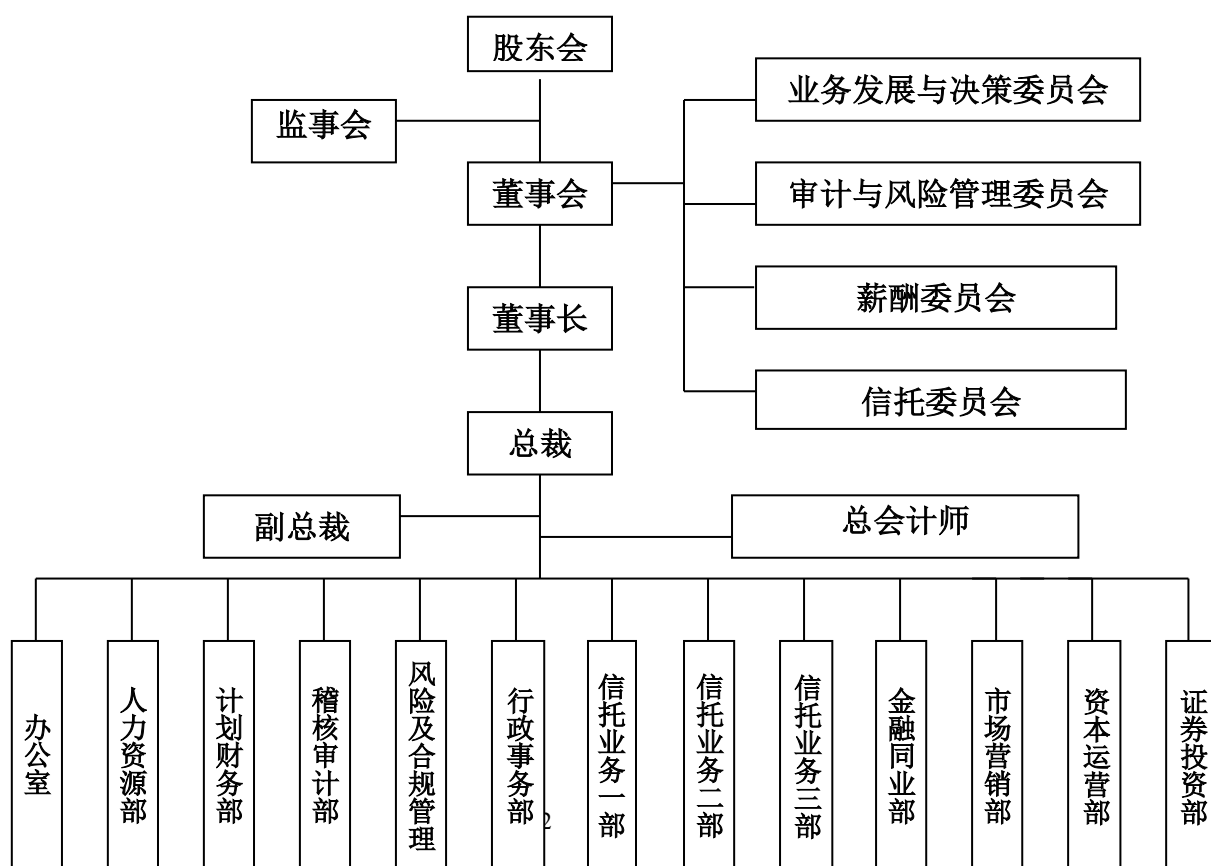 股东会
业务发展与决策委员会
监事会
董事会
审计与风险管理委员会
董事长
薪酬委员会
总裁
信托委员会
副总裁
总会计师
办公室
人力资源部
计划财务部
稽核审计部
风险及合规管理
行政事务部
信托业务一部
信托业务二部
信托业务三部
金融同业部
市场营销部
资本运营部
证券投资部
2